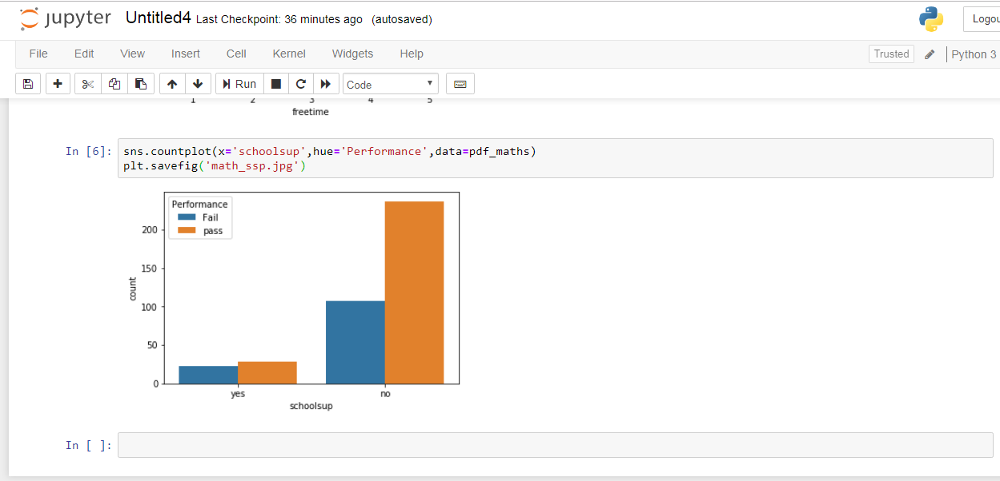 jupyter Untitled4 Last Checkpoint: 36 minutes ago (autosaved)
Logou
File Edit View Insert Cell Kernel Widgets Help
Trusted Python 3
Run Code
1 2 3 4 5
freetime
In [6]: sns.countplot(x='schoolsup',hue='Performance',data=pdf_maths)
plt.savefig('math_ssp.jpg')
Performance
Fail
pass
200
150
100
50
0
count
yes no
schoolsup
In [ ]: